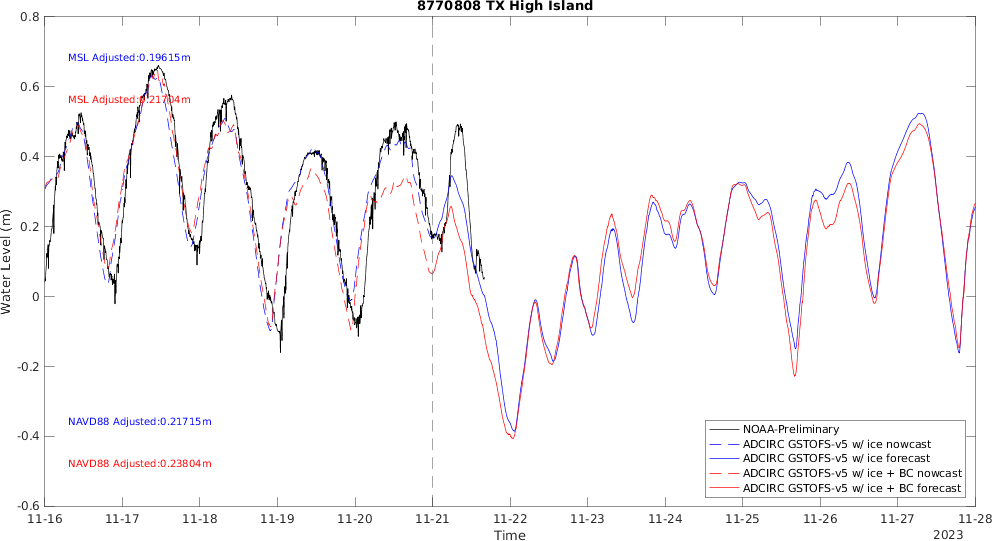 8770808 TX High Island
0.8
0.6
0.4
0.2
0
-0.2
-0.4
-0.6
Water Level (m)
MSL Adjusted:0.19615m
MSL Adjusted:0.21704m
NAVD88 Adjusted:0.21715m
NAVD88 Adjusted:0.23804m
NOAA-Preliminary
ADCIRC GSTOFS-v5 w/ ice nowcast
ADCIRC GSTOFS-v5 w/ ice forecast
ADCIRC GSTOFS-v5 w/ ice + BC nowcast
ADCIRC GSTOFS-v5 w/ ice + BC forecast
11-16 11-17 11-18 11-19 11-20 11-21 11-22 11-23 11-24 11-25 11-26 11-27 11-28
Time
2023